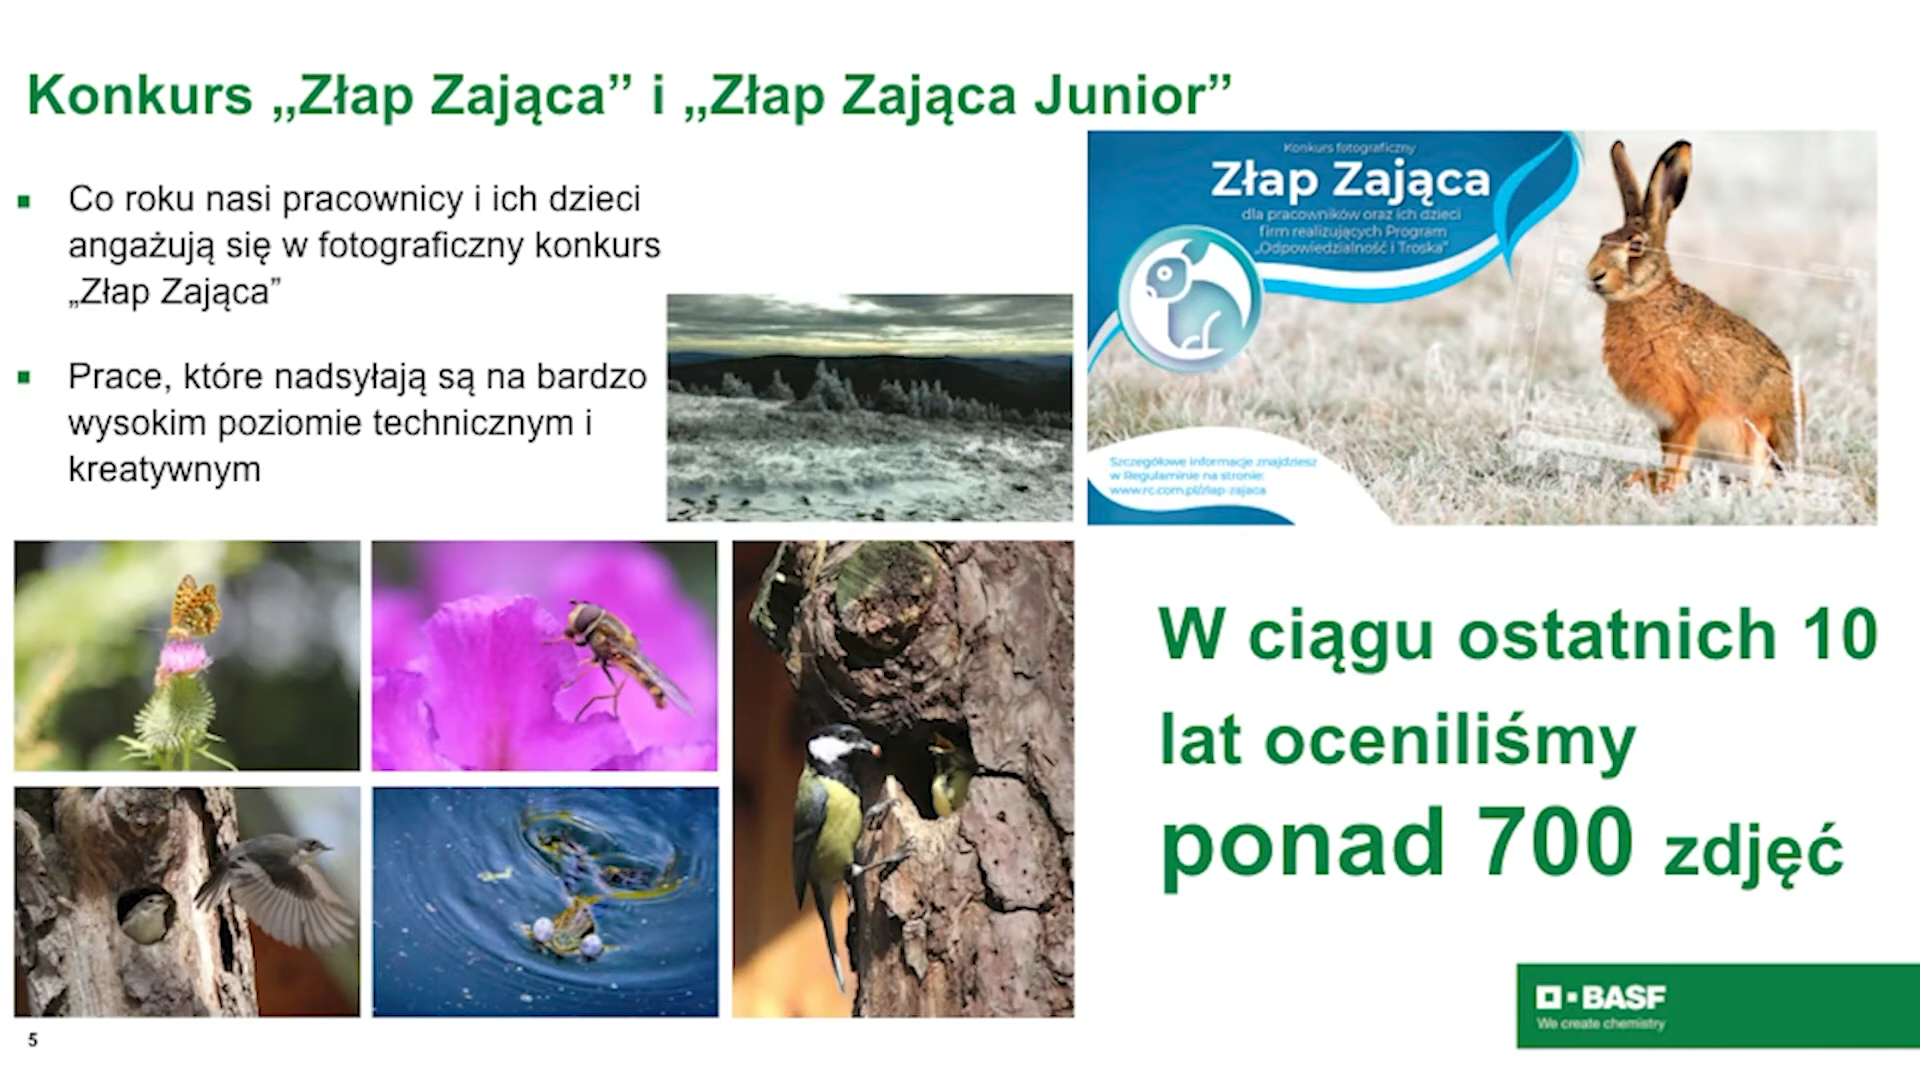 Konkurs „Złap Zająca” i „Złap Zająca Junior”
Co roku nasi pracownicy i ich dzieci
angażują się w fotograficzny konkurs
„Złap Zająca”
Prace, które nadsyłają są na bardzo
wysokim poziomie technicznym i
kreatywnym
Konkurs fotograficzny
Złap Zająca
dla pracowników oraz ich dzieci
firm realizujących Program
„Odpowiedzialność i Troska”
Szczegółowe informacje znajdziesz
w Regulaminie na stronie:
www.rc.com.pl/zlap-zajaca
W ciągu ostatnich 10
lat oceniliśmy
ponad 700 zdjęć
BASF
We create chemistry
5